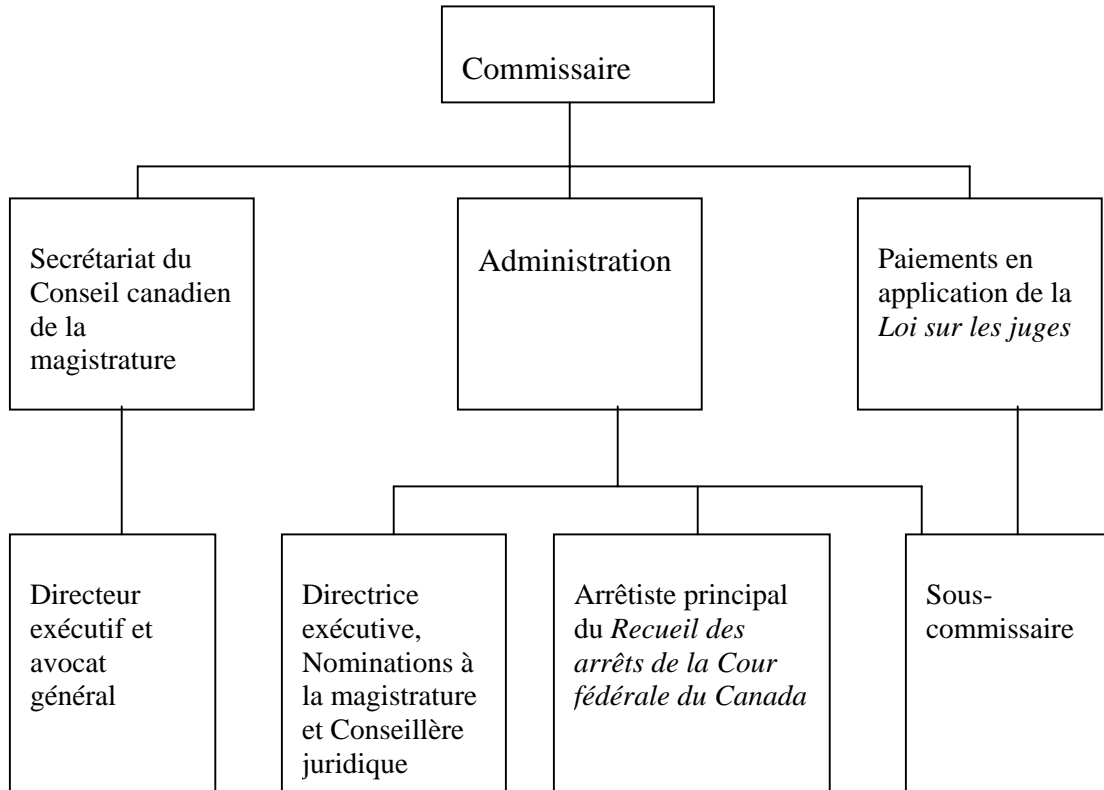 Commissaire
Secrétariat du
Conseil canadien
de la
magistrature
Administration
Paiements en
application de la
Loi sur les juges
Directeur
exécutif et
avocat
général
Directrice
exécutive,
Nominations à
la magistrature
et Conseillère
juridique
Arrêtiste principal
du Recueil des
arrêts de la Cour
fédérale du Canada
Sous-
commissaire